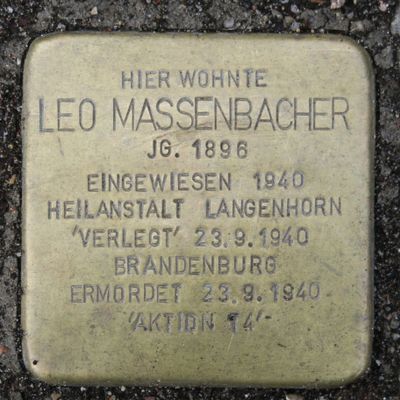 HIER WOHNTE
LEO MASSENBACHER
JG. 1896
EINGEWIESEN 1940
HEILANSTALT LANGENHORN
'VERLEGT' 23.9.1940
BRANDENBURG
ERMORDET 23.9.1940
'AKTION T4'